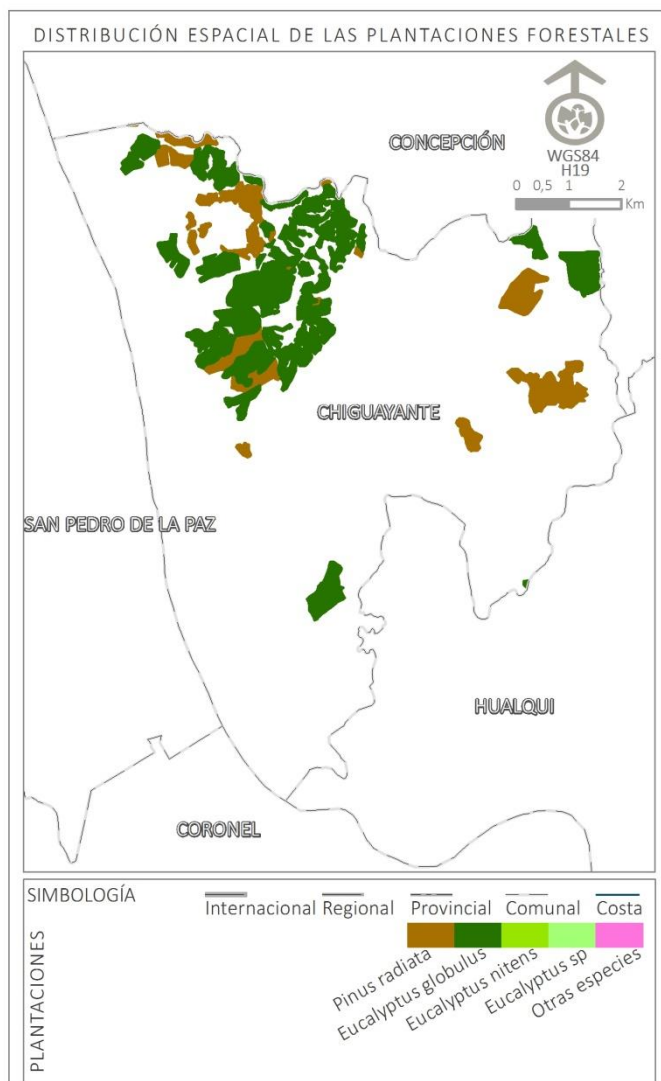 DISTRIBUCIÓN ESPACIAL DE LAS PLANTACIONES FORESTALES
CONCEPCIÓN
WGS84
H19
0 0,5 1 2
Km
CHIGUAYANTE
SAN PEDRO DE LA PAZ
HUALQUI
CORONEL
SIMBOLOGÍA
Internacional Regional Provincial Comunal Costa
PLANTACIONES
Pinus radiata
Eucalyptus globulus
Eucalyptus nitens
Eucalyptus sp
Otras especies